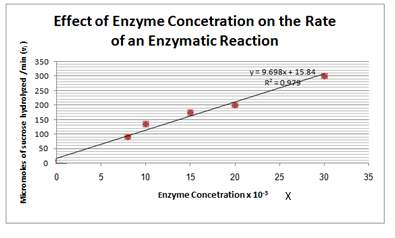 Effect of Enzyme Concetration on the Rate
of an Enzymatic Reaction
Micromoles of sucrose hydrolyzed /min (vᵢ)
350
300
250
200
150
100
50
0
y = 9.698x + 15.84
R² = 0.979
0 5 10 15 20 25 30 35
Enzyme Concetration x 10⁻³ X